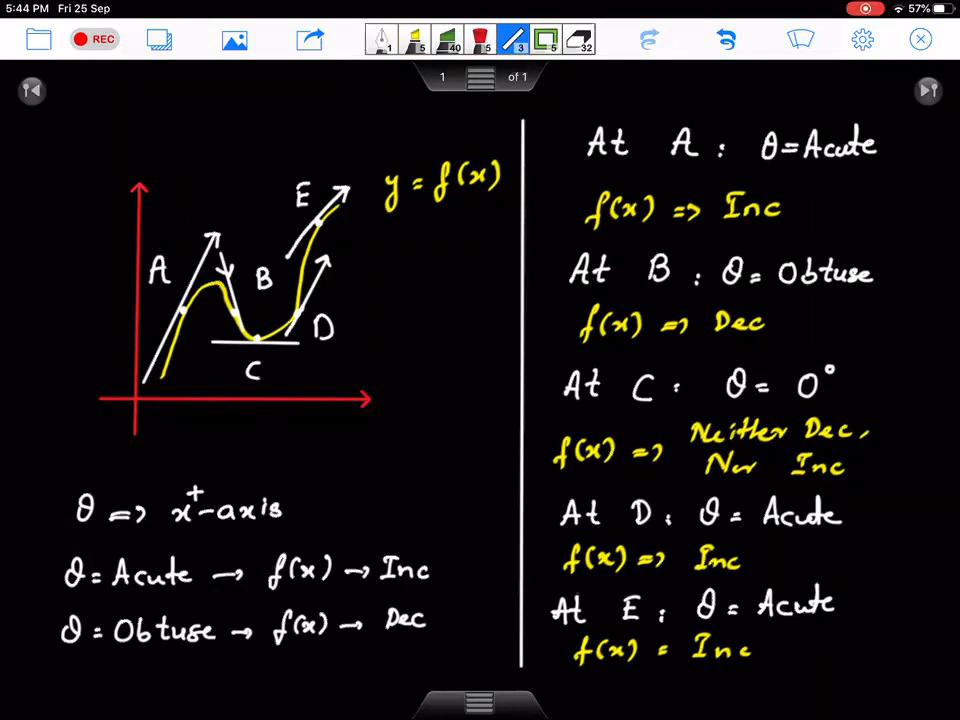 5:44 PM Fri 25 Sep 57%
REC 1 5 40 5 3 5 32
1 of 1
y = f(x)
E
A
B
D
C
θ => x+-axis
θ = Acute → f(x) → Inc
θ = Obtuse → f(x) → Dec
At A : θ = Acute
f(x) => Inc
At B : θ = Obtuse
f(x) => Dec
At C : θ = 0°
f(x) => Neither Dec,
Nor Inc
At D : θ = Acute
f(x) => Inc
At E : θ = Acute
f(x) = Inc